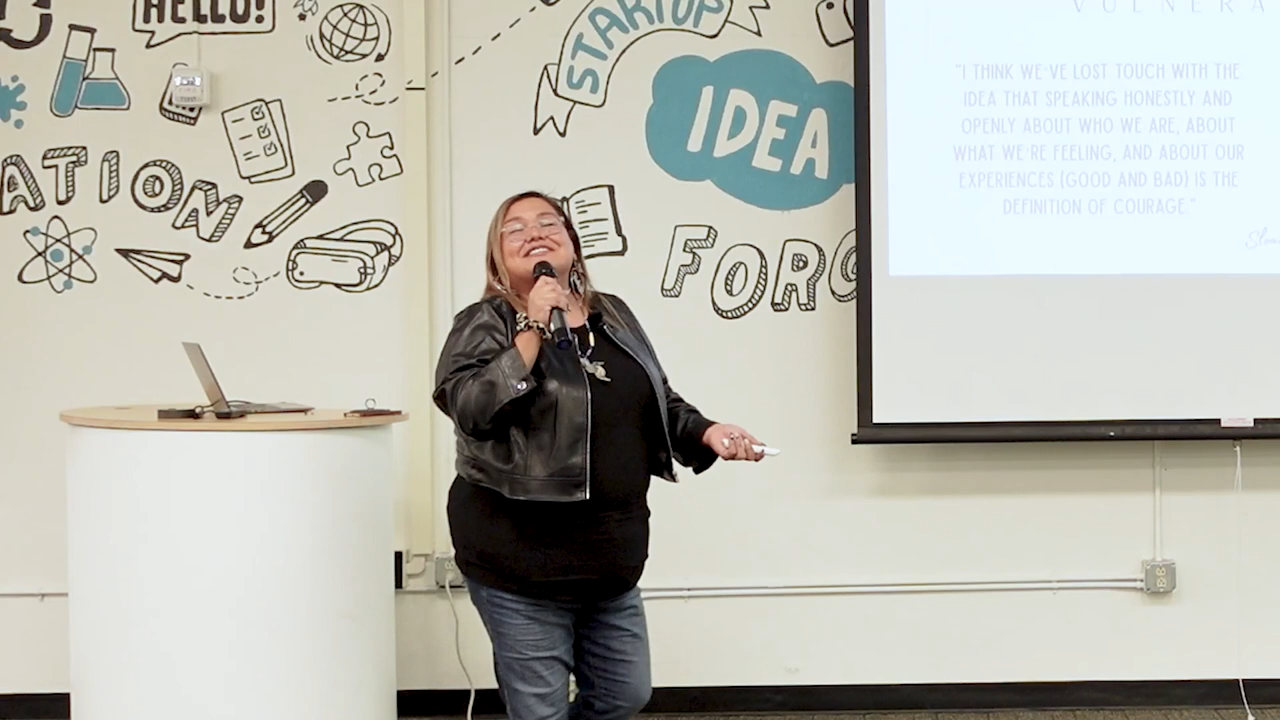 HELLO!
STARTUP
IDEA
ATION
FORG
VULNERA
"I THINK WE'VE LOST TOUCH WITH THE
IDEA THAT SPEAKING HONESTLY AND
OPENLY ABOUT WHO WE ARE, ABOUT
WHAT WE'RE FEELING, AND ABOUT OUR
EXPERIENCES (GOOD AND BAD) IS THE
DEFINITION OF COURAGE."